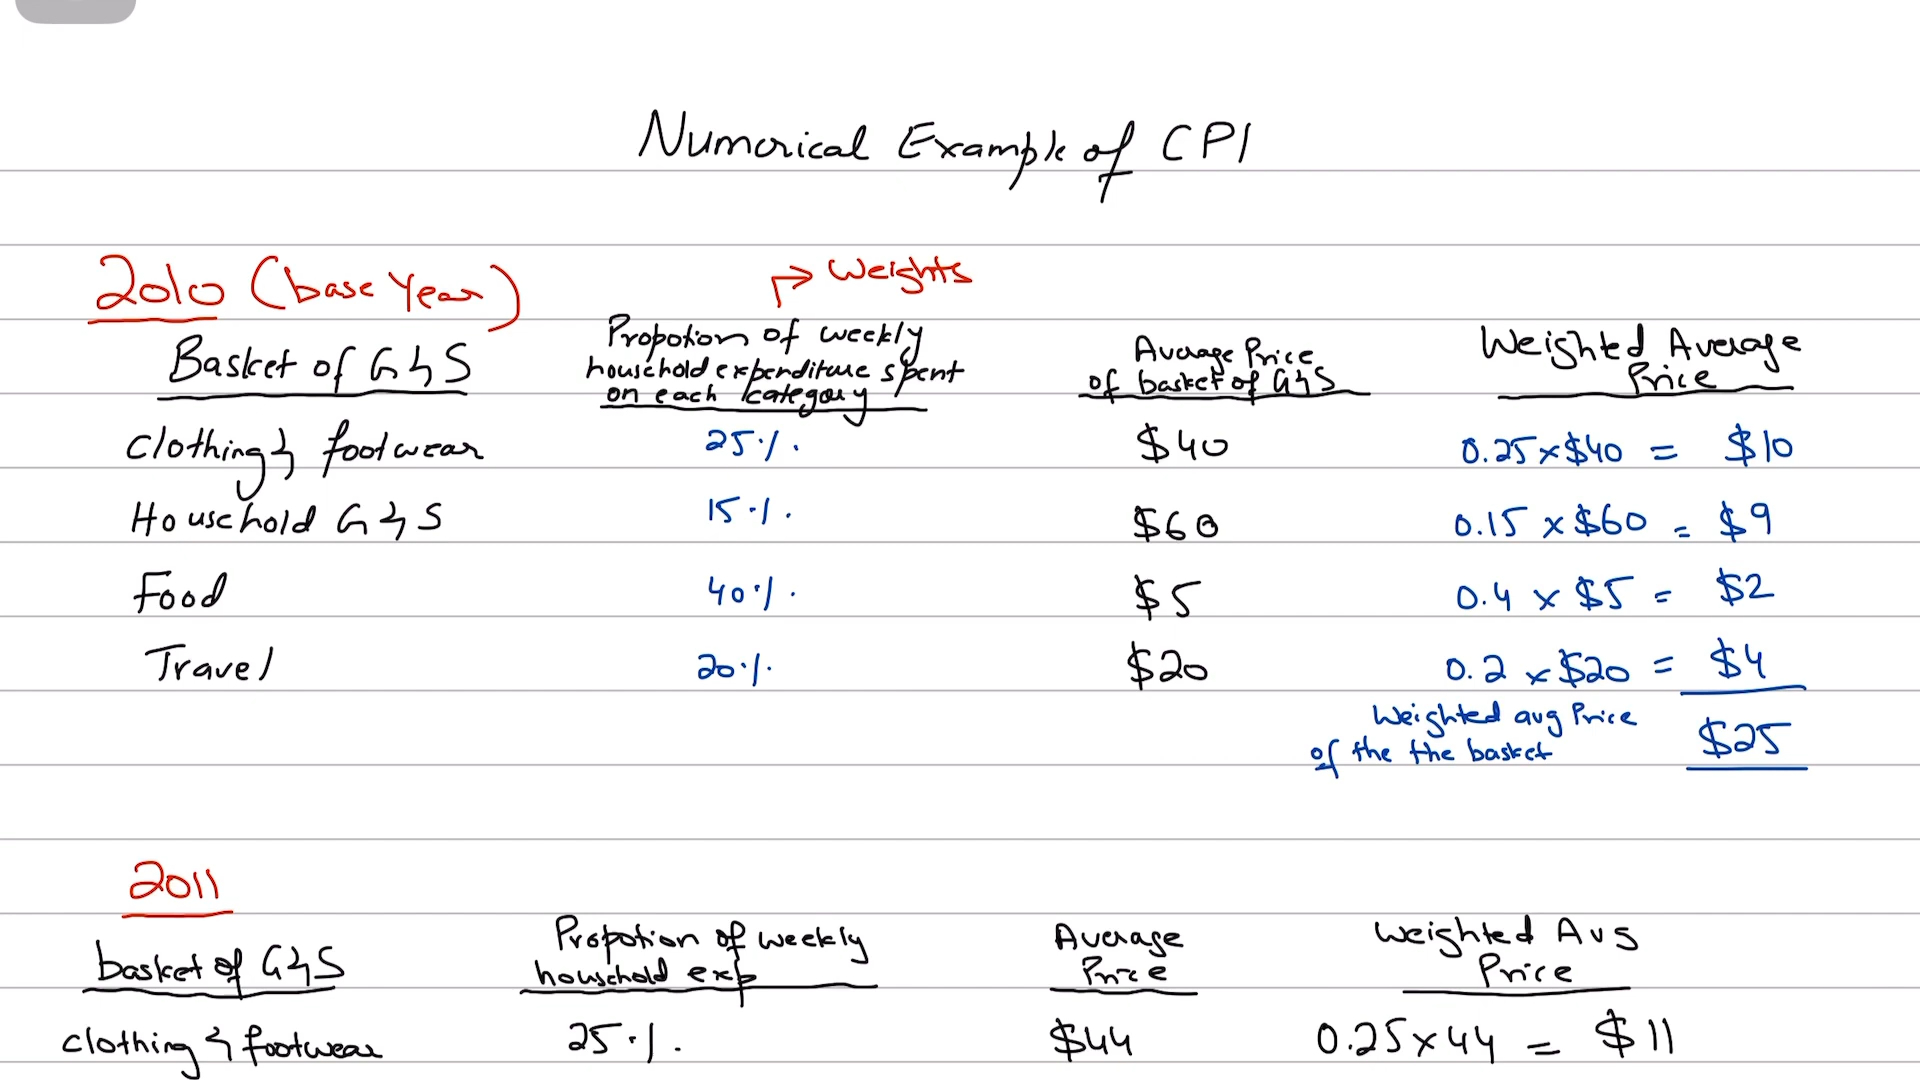 Numerical Example of CPI
2010 (base Year)
→ Weights
Basket of G & S
Propotion of weekly
household expenditure spent
on each category
Average Price
of basket of G & S
Weighted Average
Price
Clothing & footwear 25% $40 0.25 x $40 = $10
Household G & S 15% $60 0.15 x $60 = $9
Food 40% $5 0.4 x $5 = $2
Travel 20% $20 0.2 x $20 = $4
Weighted avg Price
of the the basket $25
2011
basket of G & S
Propotion of weekly
household exp
Average
Price
Weighted Avg
Price
Clothing & footwear 25% $44 0.25 x 44 = $11